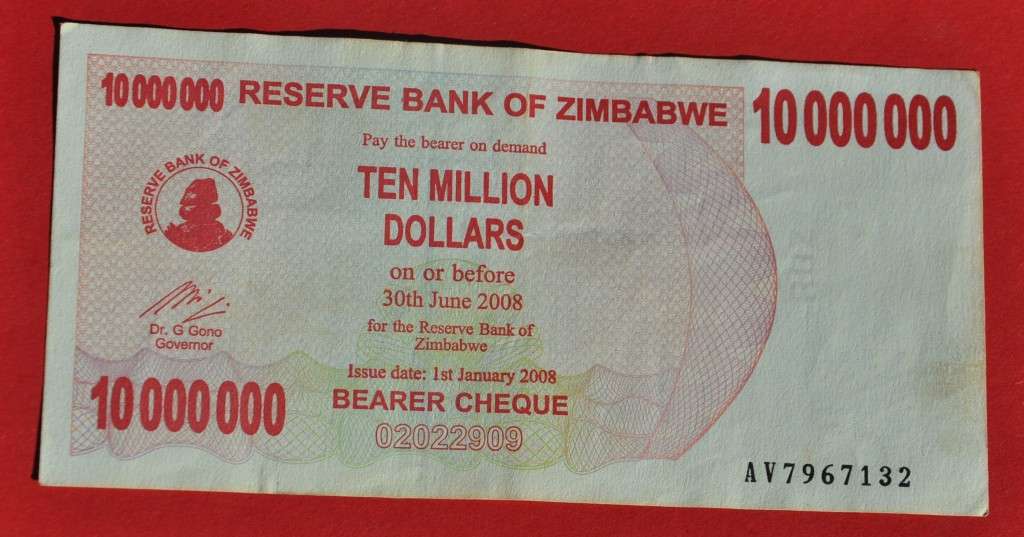 10 000 000 RESERVE BANK OF ZIMBABWE 10 000 000
Pay the bearer on demand
TEN MILLION
DOLLARS
on or before
30th June 2008
for the Reserve Bank of
Zimbabwe
Issue date: 1st January 2008
BEARER CHEQUE
02022909
RESERVE BANK OF ZIMBABWE
Dr. G Gono
Governor
10 000 000
AV7967132